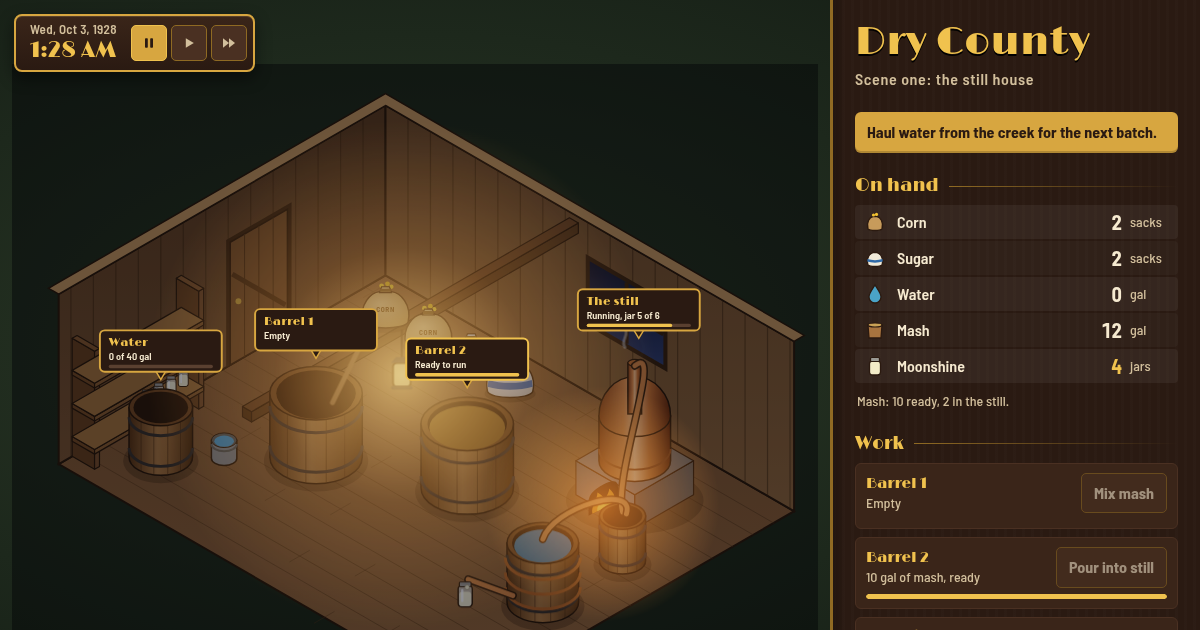 Wed, Oct 3, 1928
1:28 AM
Dry County
Scene one: the still house
Haul water from the creek for the next batch.
On hand
Corn 2 sacks
Sugar 2 sacks
Water 0 gal
Mash 12 gal
Moonshine 4 jars
Mash: 10 ready, 2 in the still.
Work
Barrel 1
Empty
Mix mash
Barrel 2
10 gal of mash, ready
Pour into still
Water
0 of 40 gal
Barrel 1
Empty
Barrel 2
Ready to run
The still
Running, jar 5 of 6
CORN
CORN